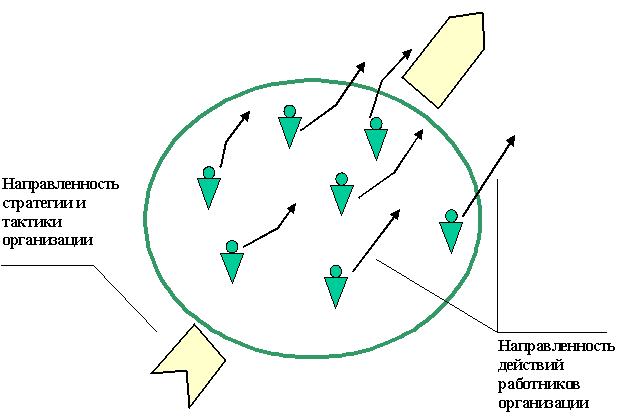 Направленность
стратегии и
тактики
организации
Направленность
действий
работников
организации